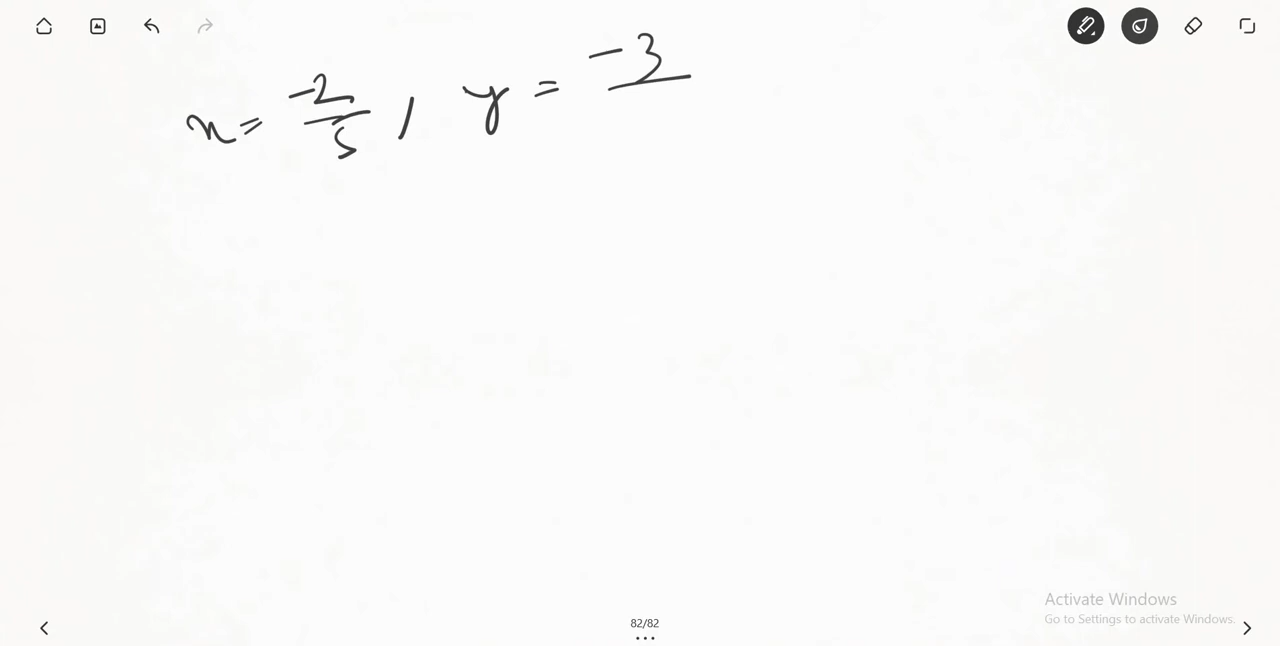 x = -2/5 , y = -3/
82/82
Activate Windows
Go to Settings to activate Windows.